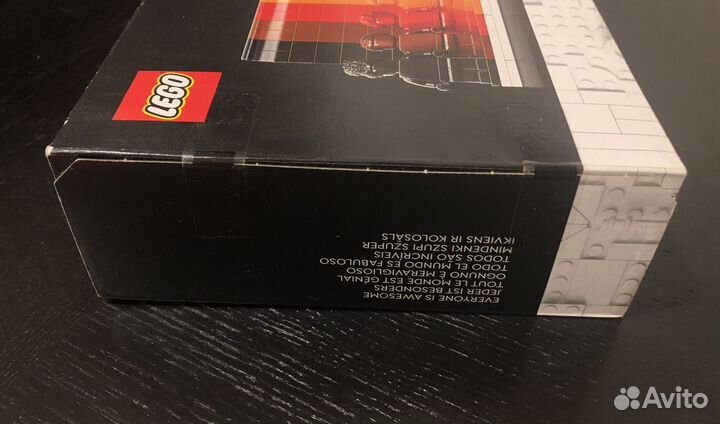 LEGO
EVERYONE IS AWESOME
JEDER IST BESONDERS
TOUT LE MONDE EST GÉNIAL
OGNUNO È MERAVIGLIOSO
TODO EL MUNDO ES FABULOSO
TODOS SÃO INCRÍVEIS
MINDENKI SZUPI SZUPER
IKVIENS IR KOLOSĀLS
Avito